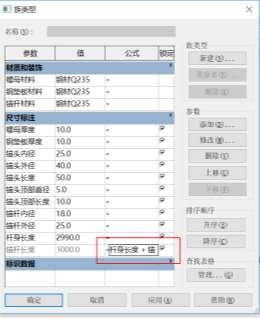 族类型
名称(N):
参数 值 公式 锁定
材质和装饰
螺母材料 钢材Q235 =
钢垫板材料 钢材Q235 =
锚杆材料 钢材Q235 =
尺寸标注
螺母厚度 10.0 =
钢垫板厚度 10.0 =
锚头内径 25.0 =
锚头外径 40.0 =
锚头长度 50.0 =
锚头顶部直径 5.0 =
锚头顶部长度 10.0 =
锚杆内径 18.0 =
锚杆外径 25.0 =
杆身长度 2990.0 =
锚杆长度 3000.0 =杆身长度 + 锚
标识数据
族类型
新建(N)...
重命名(R)...
删除(E)
参数
添加(D)...
修改(M)...
删除(V)
上移(U)
下移(W)
排序顺序
升序(S)
降序(C)
查找表格
管理...(G)
确定
取消
应用(A)
帮助(H)